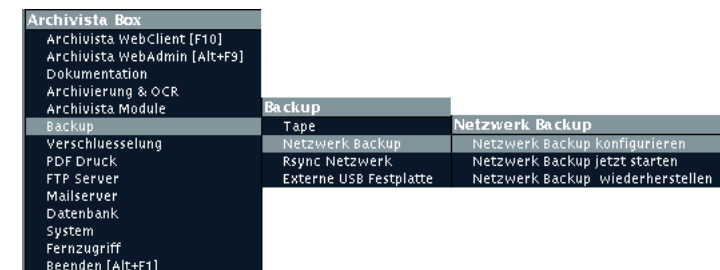 Archivista Box
Archivista WebClient [F10]
Archivista WebAdmin [Alt+F9]
Dokumentation
Archivierung & OCR
Archivista Module
Backup
Verschluesselung
PDF Druck
FTP Server
Mailserver
Datenbank
System
Fernzugriff
Beenden [Alt+F1]
Backup
Tape
Netzwerk Backup
Rsync Netzwerk
Externe USB Festplatte
Netzwerk Backup
Netzwerk Backup konfigurieren
Netzwerk Backup jetzt starten
Netzwerk Backup wiederherstellen